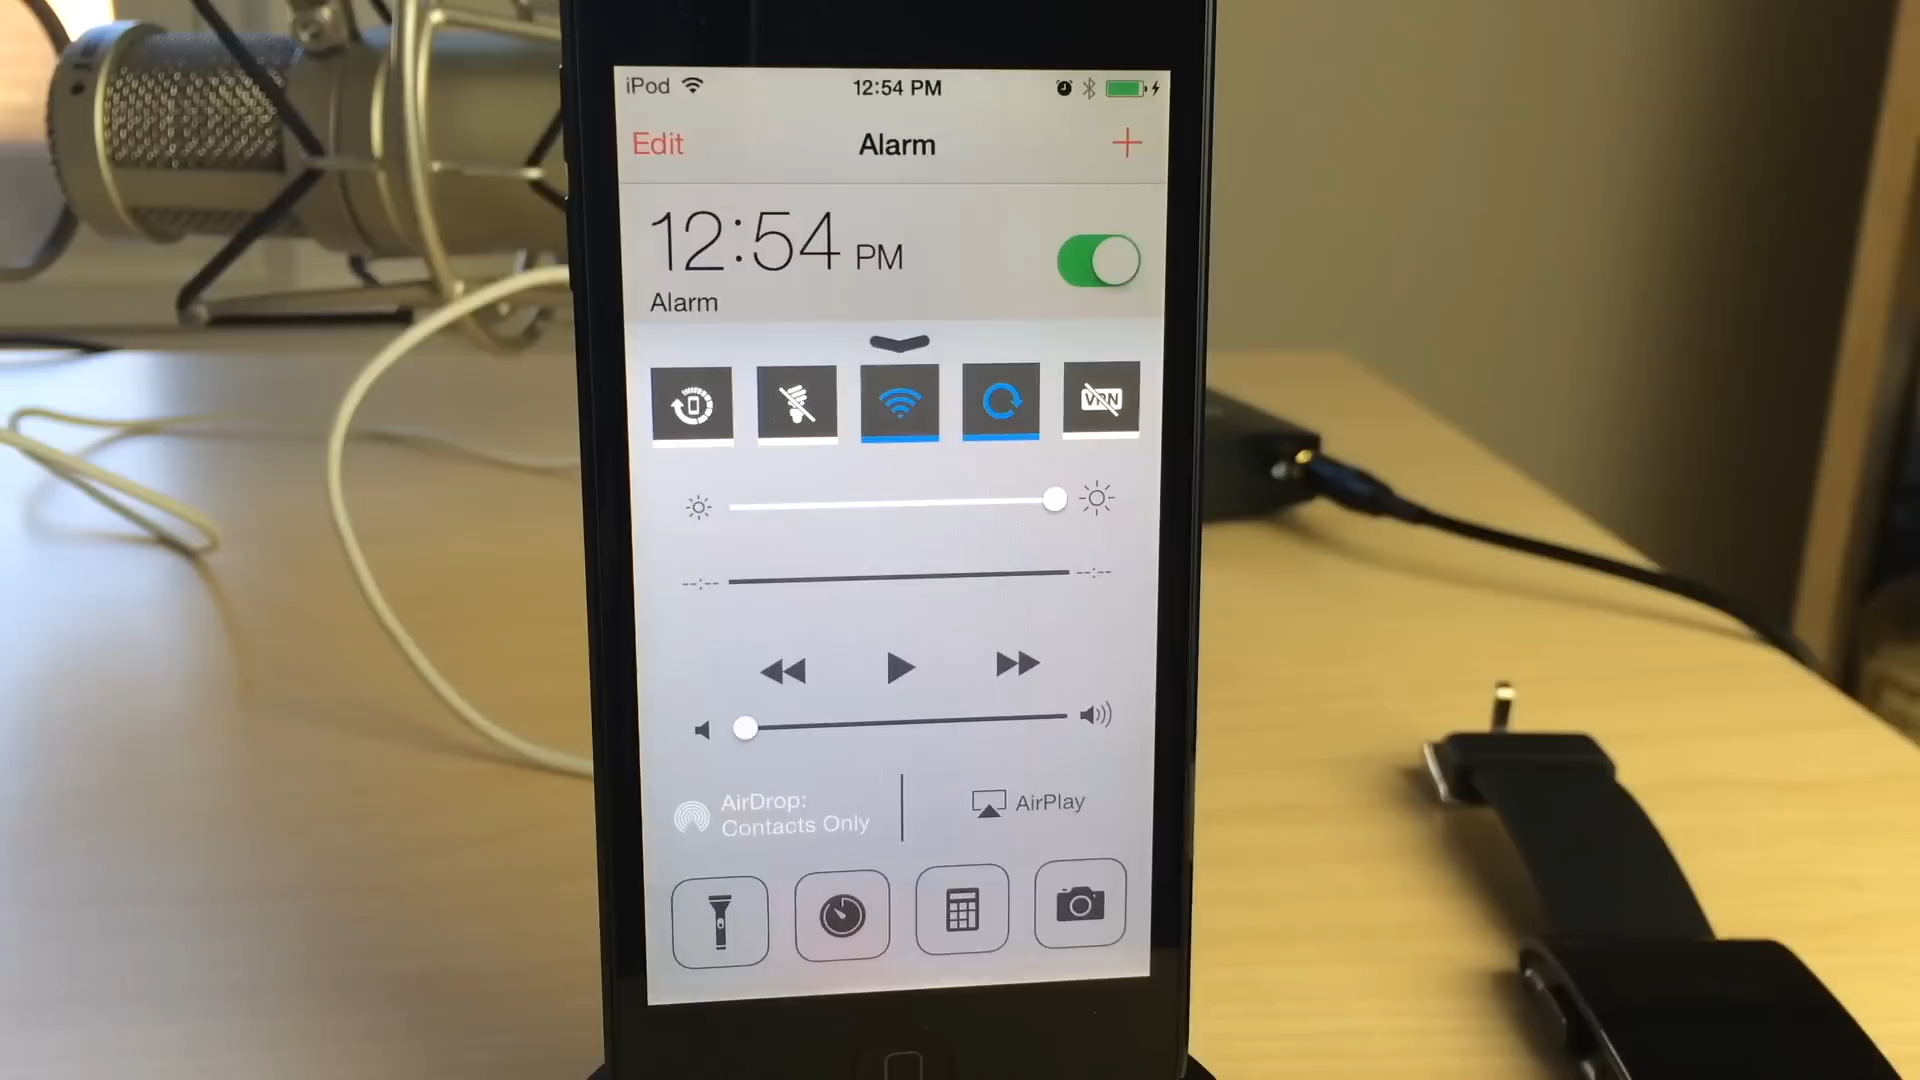 iPod 12:54 PM
Edit Alarm +
12:54 PM
Alarm
VPN
--:-- --:--
AirDrop:
Contacts Only
AirPlay